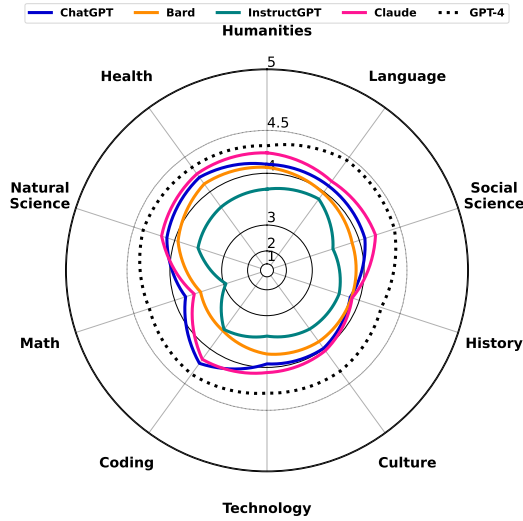 ChatGPT Bard InstructGPT Claude GPT-4
Humanities
5
Health
Language
4.5
4
Natural
Science
Social
Science
3
2
1
Math
History
Coding
Culture
Technology